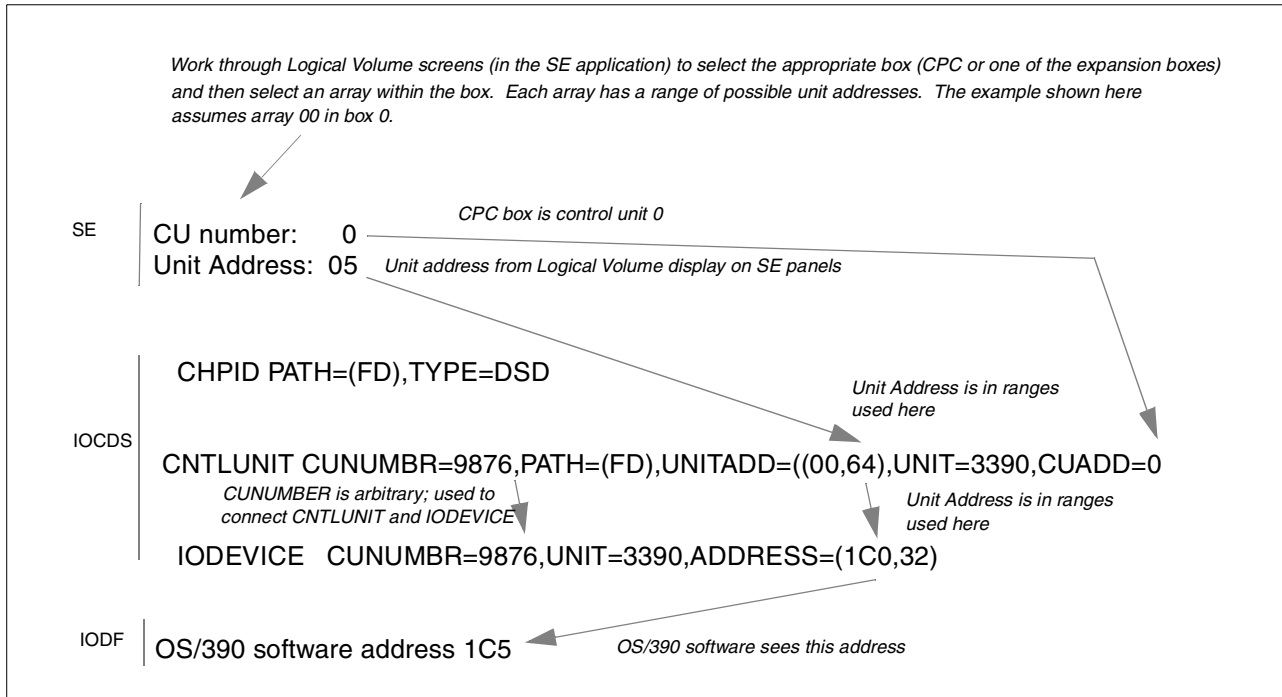 Work through Logical Volume screens (in the SE application) to select the appropriate box (CPC or one of the expansion boxes)
and then select an array within the box. Each array has a range of possible unit addresses. The example shown here
assumes array 00 in box 0.
SE
CU number: 0
CPC box is control unit 0
Unit Address: 05
Unit address from Logical Volume display on SE panels
IOCDS
CHPID PATH=(FD),TYPE=DSD
Unit Address is in ranges
used here
CNTLUNIT CUNUMBR=9876,PATH=(FD),UNITADD=((00,64),UNIT=3390,CUADD=0
CUNUMBER is arbitrary; used to
connect CNTLUNIT and IODEVICE
Unit Address is in ranges
used here
IODEVICE CUNUMBR=9876,UNIT=3390,ADDRESS=(1C0,32)
IODF
OS/390 software address 1C5
OS/390 software sees this address